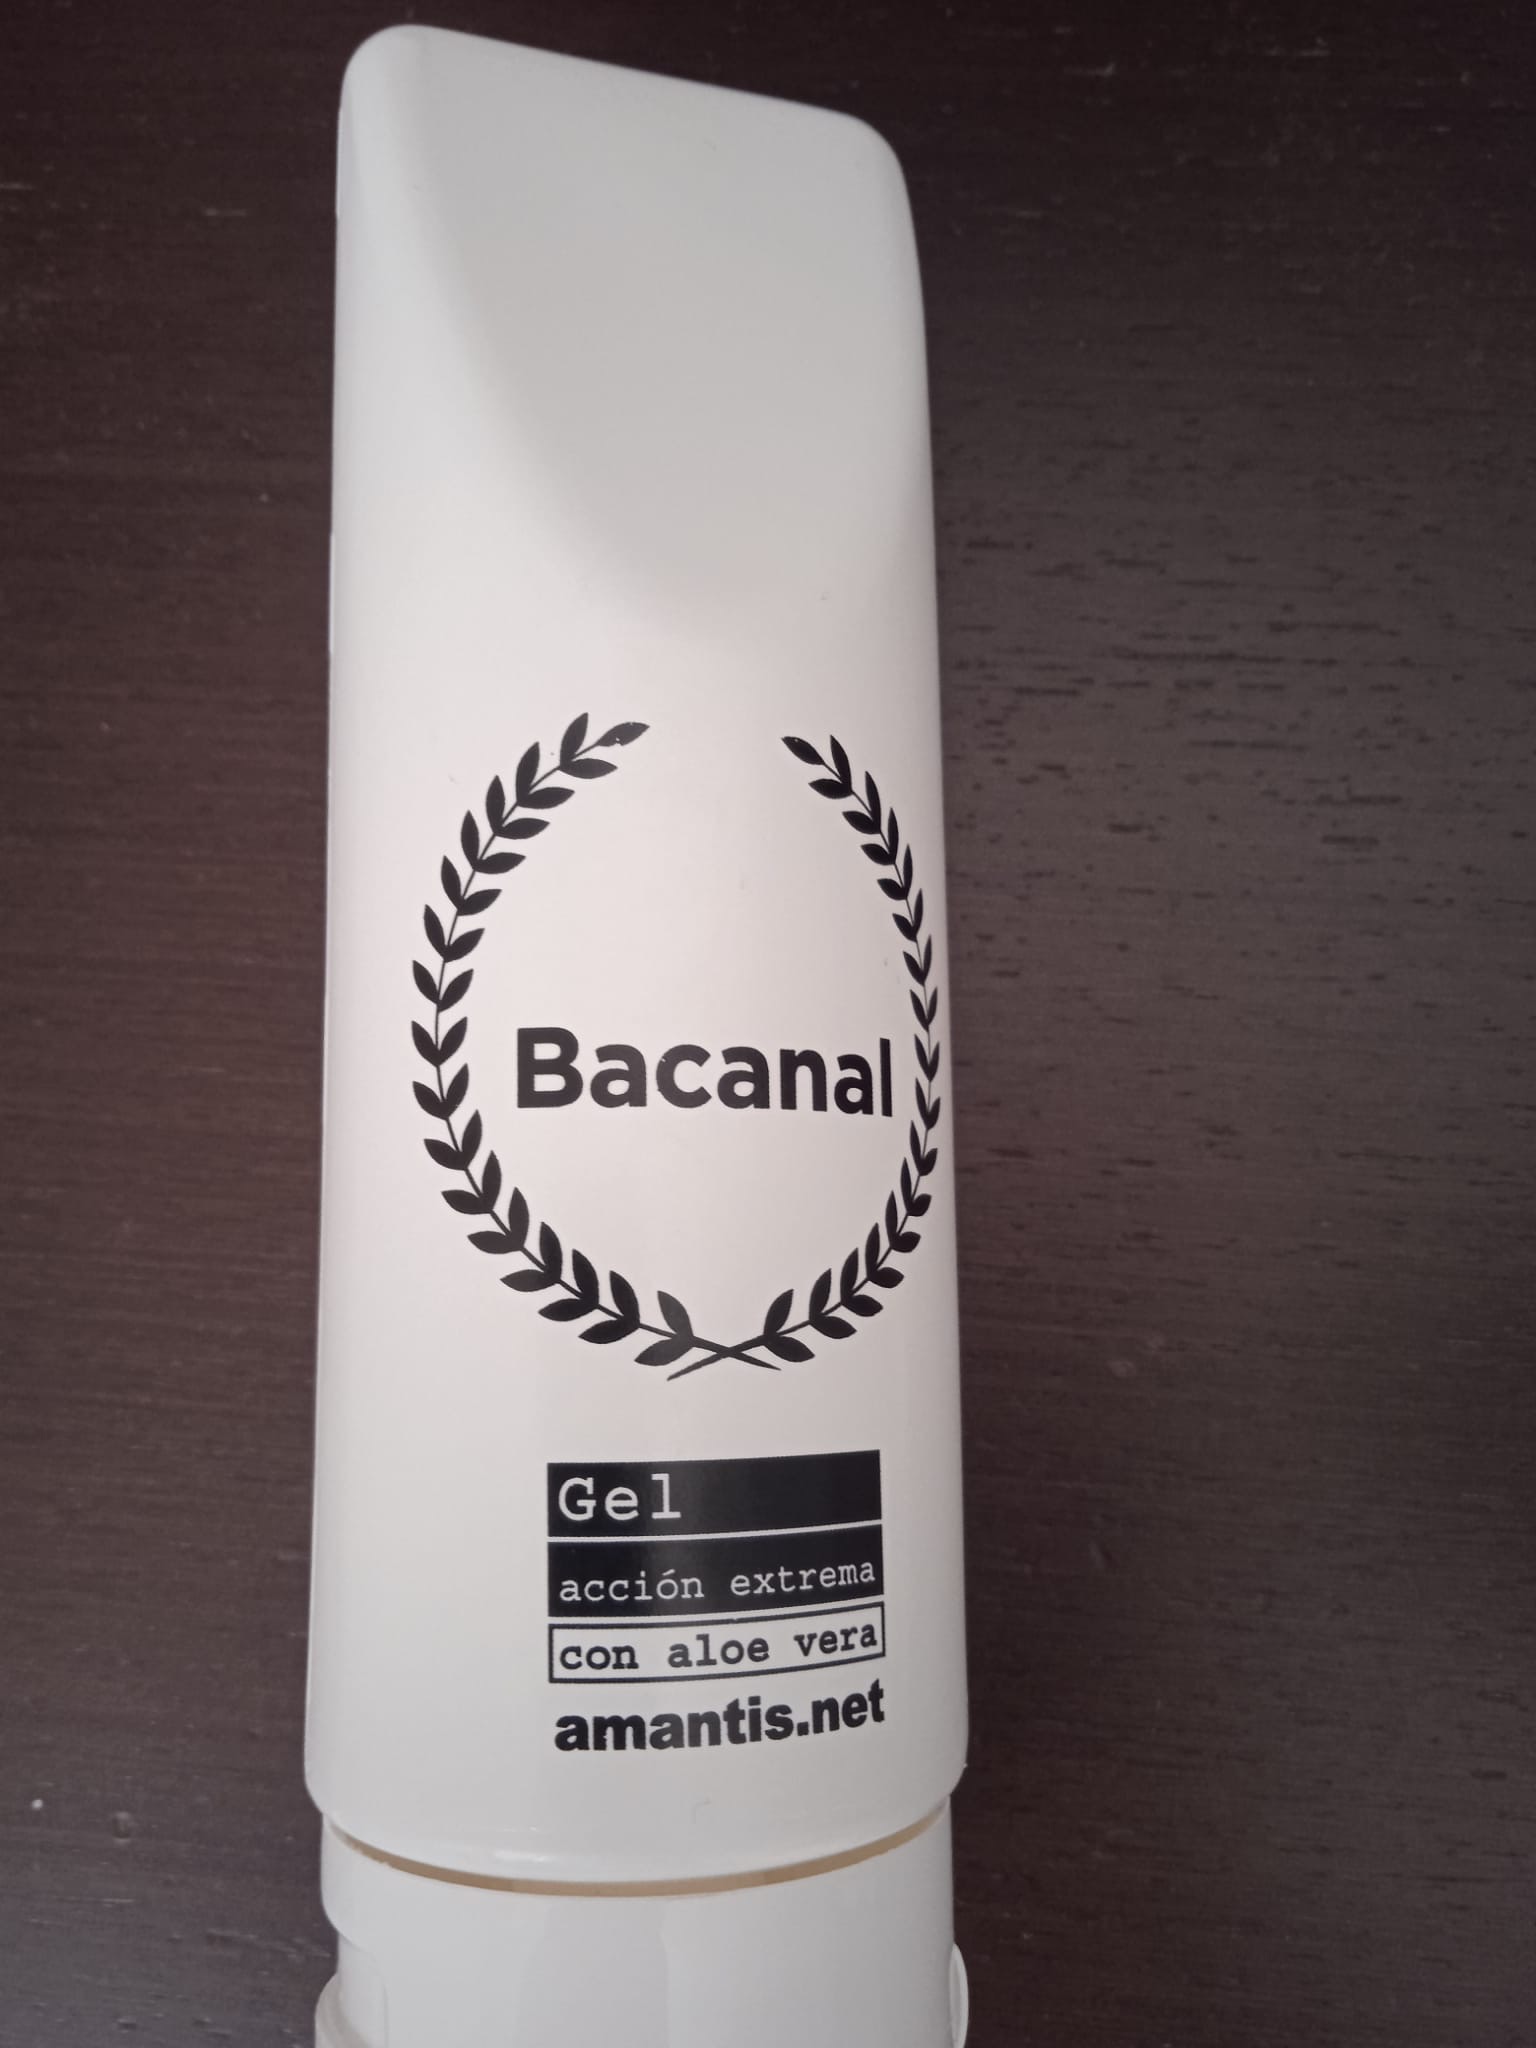 Bacanal
Gel
acción extrema
con aloe vera
amantis.net